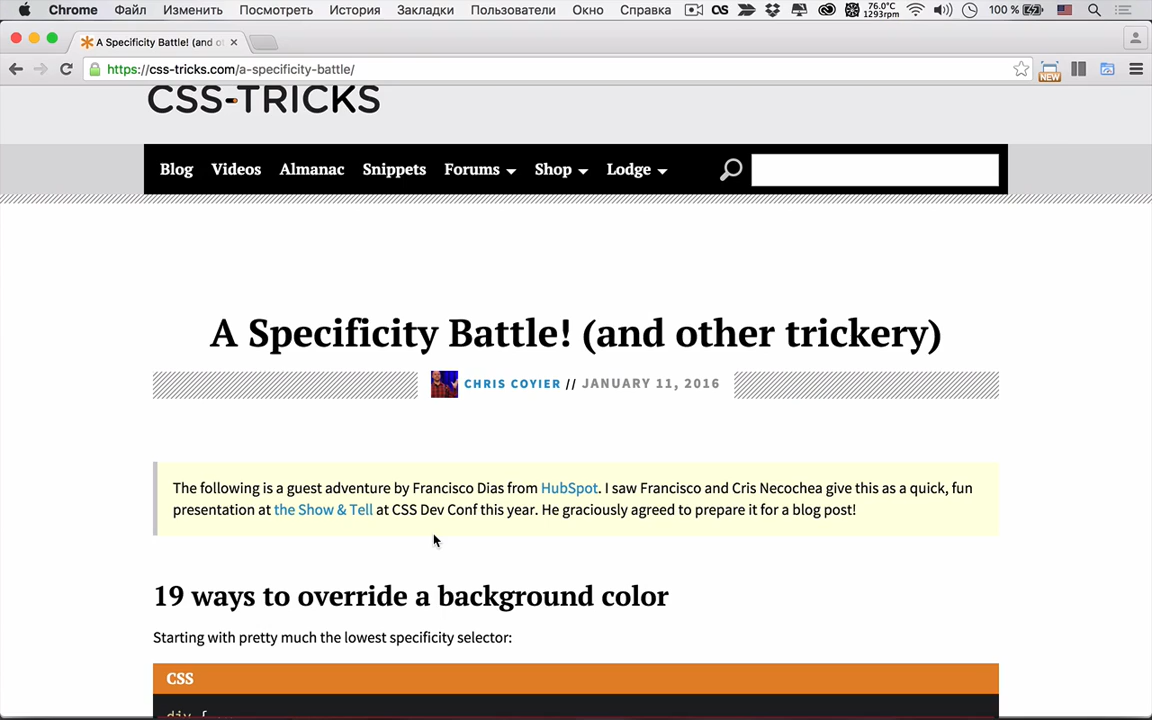 Chrome Файл Изменить Посмотреть История Закладки Пользователи Окно Справка 76.0°C 1293rpm 100 %
A Specificity Battle! (and o
https://css-tricks.com/a-specificity-battle/
NEW
CSS-TRICKS
Blog Videos Almanac Snippets Forums Shop Lodge
A Specificity Battle! (and other trickery)
CHRIS COYIER // JANUARY 11, 2016
The following is a guest adventure by Francisco Dias from HubSpot. I saw Francisco and Cris Necochea give this as a quick, fun
presentation at the Show & Tell at CSS Dev Conf this year. He graciously agreed to prepare it for a blog post!
19 ways to override a background color
Starting with pretty much the lowest specificity selector:
CSS
div {